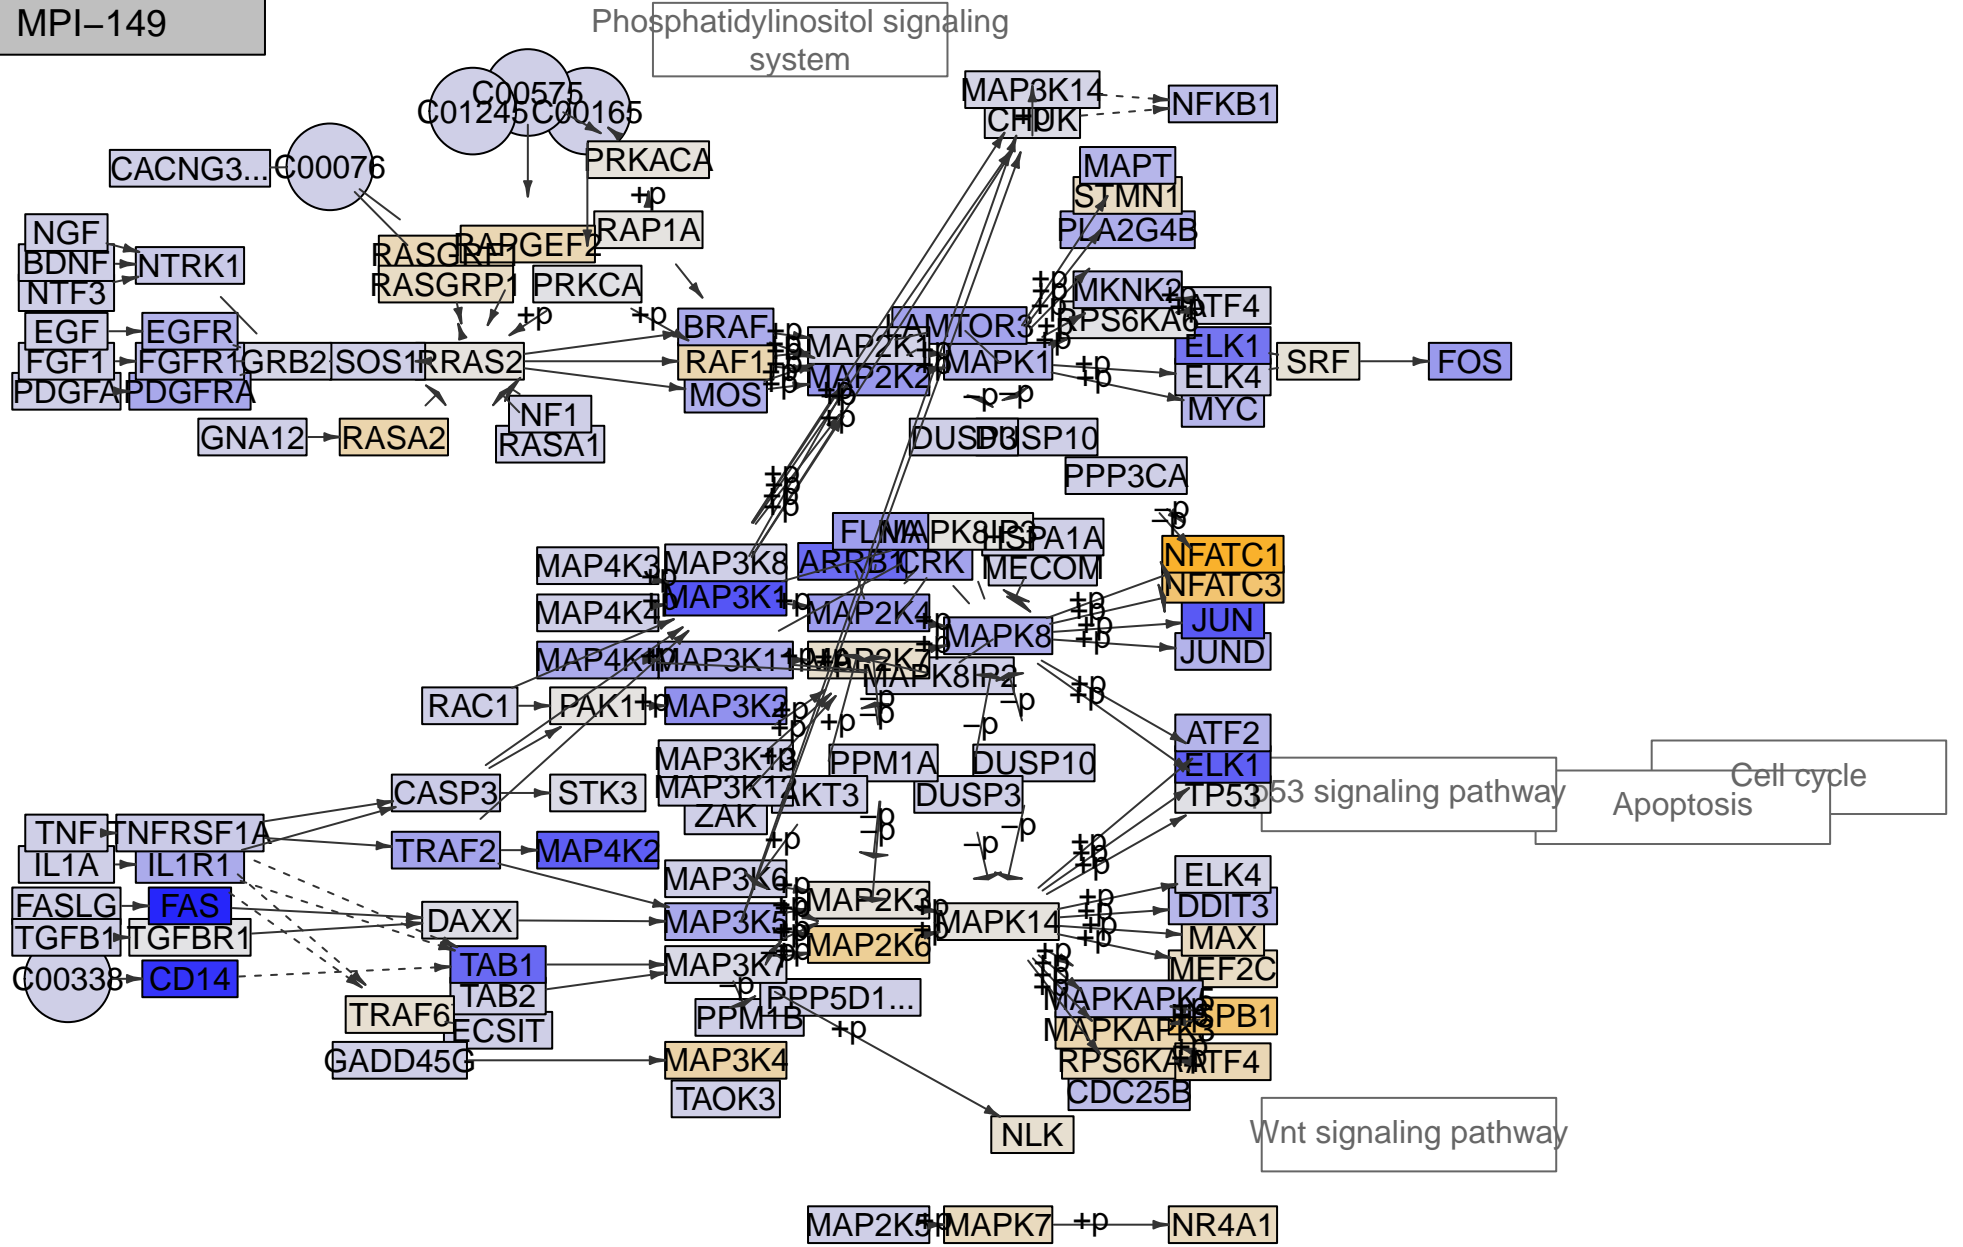 MPI−149
Phosphatidylinositol signaling
system
C00575
C01245
C00165
MAP3K14
CHUK
+p
NFKB1
CACNG3...
C00076
PRKACA
+p
MAPT
STMN1
PLA2G4B
NGF
BDNF
NTF3
NTRK1
RASGRF1
RAPGEF2
RAP1A
RASGRP1
PRKCA
+p
+p
MKNK2
ATF4
RPS6KA6
+p
+p
+p
+p
+p
EGF
EGFR
FGF1
FGFR1
GRB2
SOS1
RRAS2
PDGFA
PDGFRA
BRAF
RAF1
MOS
+p
+p
+p
+p
+p
+p
MAP2K1
MAP2K2
LAMTOR3
+p
+p
MAPK1
+p
+p
ELK1
ELK4
MYC
SRF
FOS
GNA12
RASA2
NF1
RASA1
+p
+p
−p
−p
DUSP3
DUSP10
PPP3CA
+p
+p
+p
+p
−p
−p
FLNA
MAPK8IP3
HSPA1A
ARRB1
CRK
MECOM
NFATC1
NFATC3
JUN
JUND
MAP4K3
MAP3K8
+p
MAP3K1
MAP4K4
+p
+p
MAP2K4
+p
MAPK8
+p
+p
+p
+p
+p
MAP3K11
+p
+p
MAP2K7
MAPK8IP2
+p
+p
RAC1
PAK1
+p
MAP3K2
+p
+p
+p
−p
−p
−p
−p
ATF2
ELK1
TP53
p53 signaling pathway
Apoptosis
Cell cycle
MAP3K13
+p
MAP3K12
AKT3
ZAK
PPM1A
DUSP10
DUSP3
CASP3
STK3
TNF
TNFRSF1A
IL1A
IL1R1
TRAF2
MAP4K2
+p
−p
−p
−p
−p
+p
+p
+p
MAP3K6
+p
MAP2K3
FASLG
FAS
DAXX
MAP3K5
+p
+p
+p
+p
MAPK14
ELK4
DDIT3
+p
+p
+p
+p
TGFB1
TGFBR1
MAP2K6
+p
MAX
MEF2C
C00338
CD14
TAB1
TAB2
MAP3K7
+p
−p
PPP5D1...
PPM1B
+p
+p
+p
+p
HSPB1
TRAF6
ECSIT
MAPKAPK3
GADD45G
MAP3K4
ATF4
+p
TAOK3
CDC25B
NLK
Wnt signaling pathway
MAP2K5
+p
MAPK7
+p
NR4A1